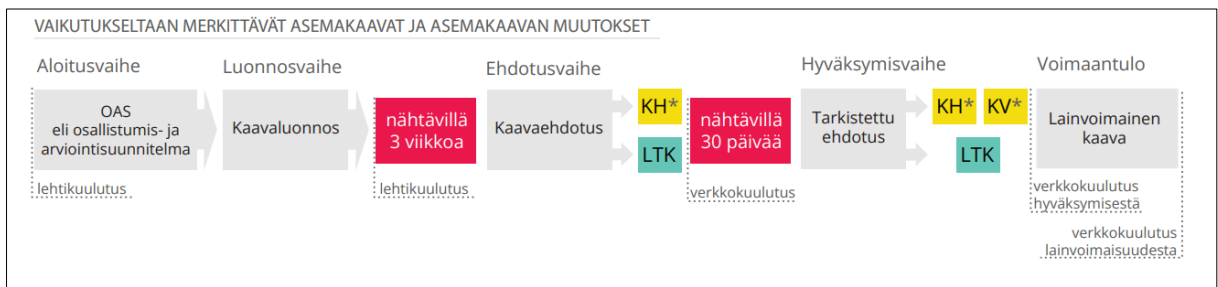 VAIKUTUKSELTAAN MERKITTÄVÄT ASEMAKAAVAT JA ASEMAKAAVAN MUUTOKSET
Aloitusvaihe
Luonnosvaihe
Ehdotusvaihe
Hyväksymisvaihe
Voimaantulo
OAS
eli osallistumis- ja
arviointisuunnitelma
Kaavaluonnos
nähtävillä
3 viikkoa
Kaavaehdotus
KH*
LTK
nähtävillä
30 päivää
Tarkistettu
ehdotus
KH*
KV*
LTK
Lainvoimainen
kaava
lehtikuulutus
lehtikuulutus
verkkokuulutus
verkkokuulutus
hyväksymisestä
verkkokuulutus
lainvoimaisuudesta